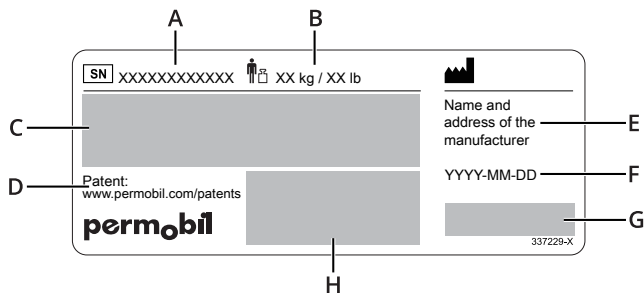 A
B
SN XXXXXXXXXXXX XX kg / XX lb
C
Name and
address of the
manufacturer
E
D
Patent:
www.permobil.com/patents
YYYY-MM-DD
F
permobil
G
337229-X
H